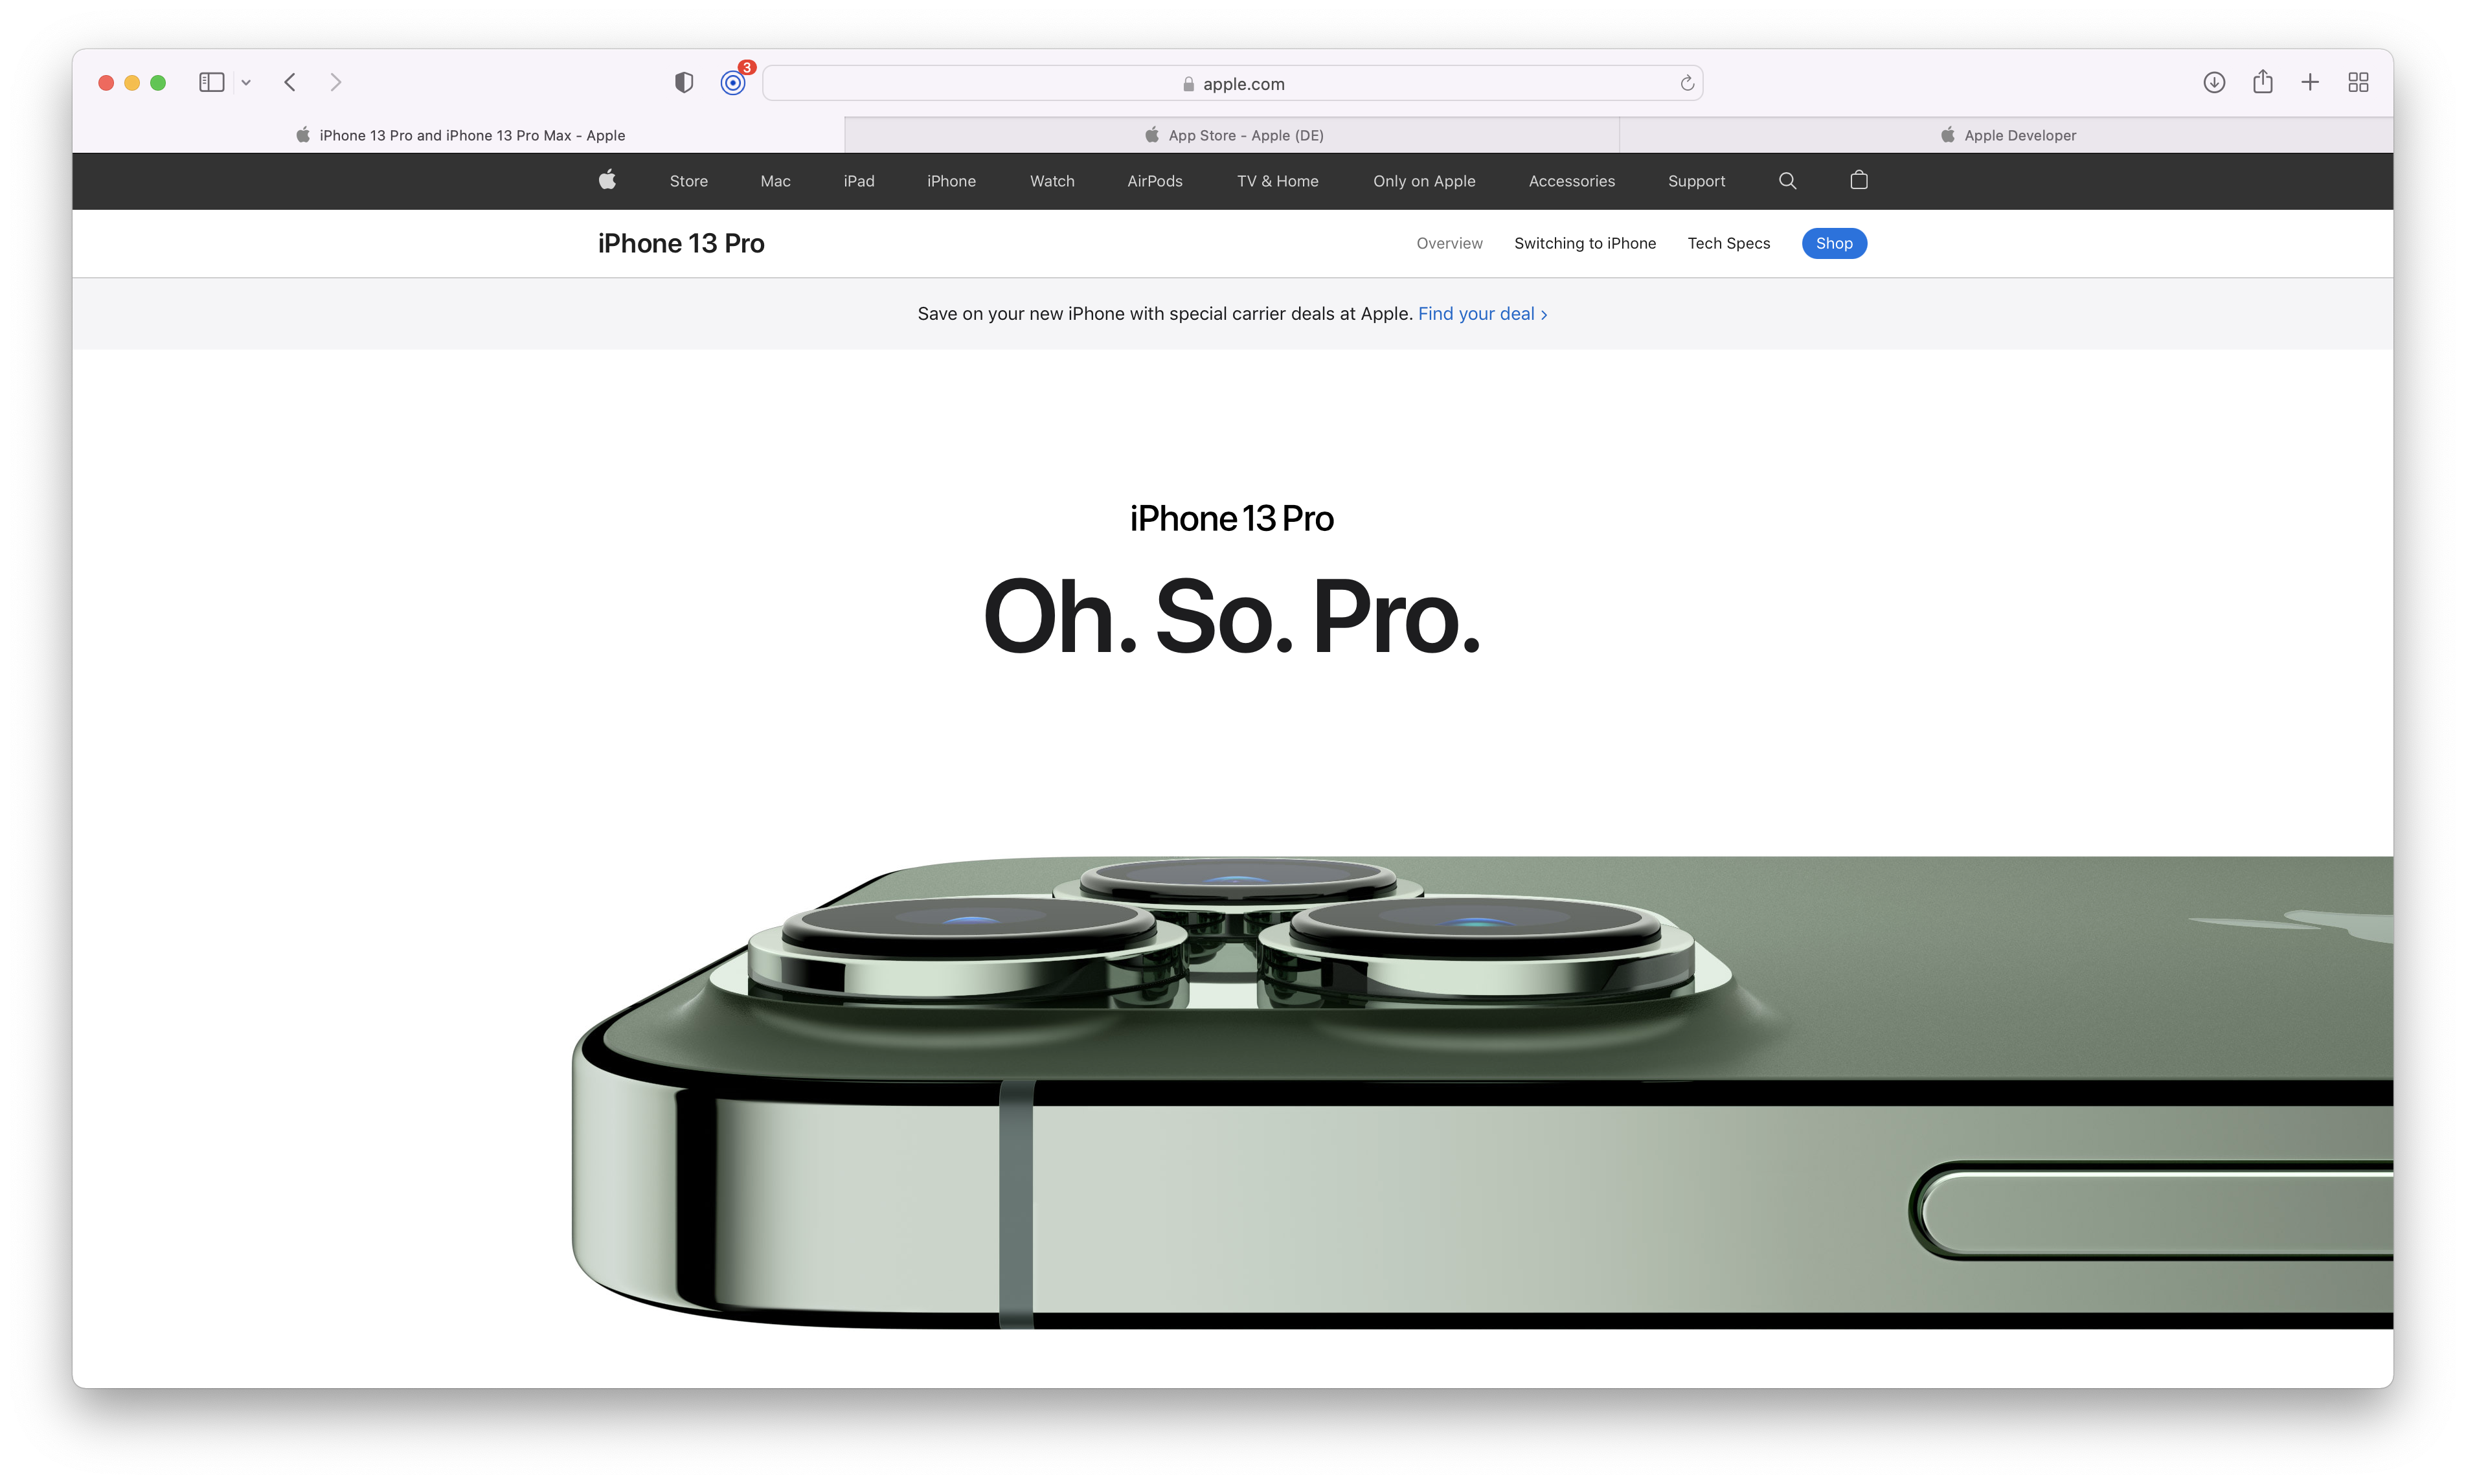 3
apple.com
iPhone 13 Pro and iPhone 13 Pro Max - Apple
App Store - Apple (DE)
Apple Developer
Store Mac iPad iPhone Watch AirPods TV & Home Only on Apple Accessories Support
iPhone 13 Pro
Overview Switching to iPhone Tech Specs Shop
Save on your new iPhone with special carrier deals at Apple. Find your deal >
iPhone 13 Pro
Oh. So. Pro.